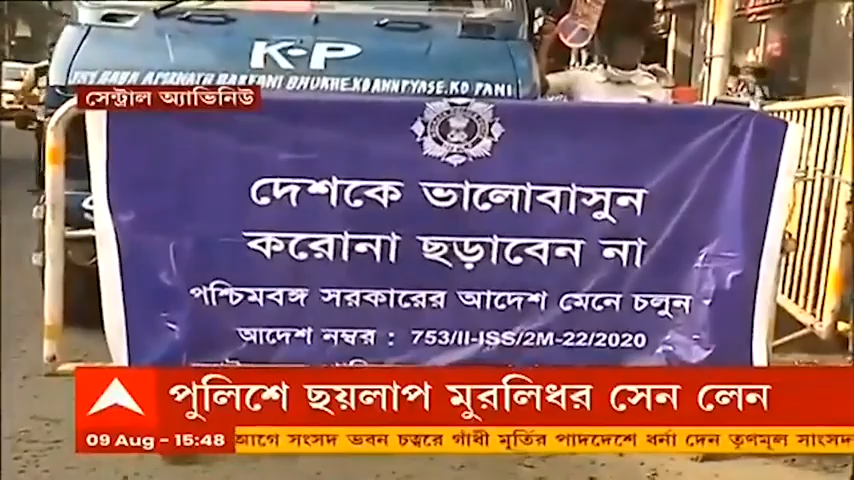 K·P
সেন্ট্রাল অ্যাভিনিউ
দেশকে ভালোবাসুন
করোনা ছড়াবেন না
পশ্চিমবঙ্গ সরকারের আদেশ মেনে চলুন
আদেশ নম্বর : 753/II-ISS/2M-22/2020
পুলিশে ছয়লাপ মুরলিধর সেন লেন
09 Aug - 15:48
আগে সংসদ ভবন চত্বরে গাঁধী মূর্তির পাদদেশে ধর্না দেন তৃণমূল সাংসদ